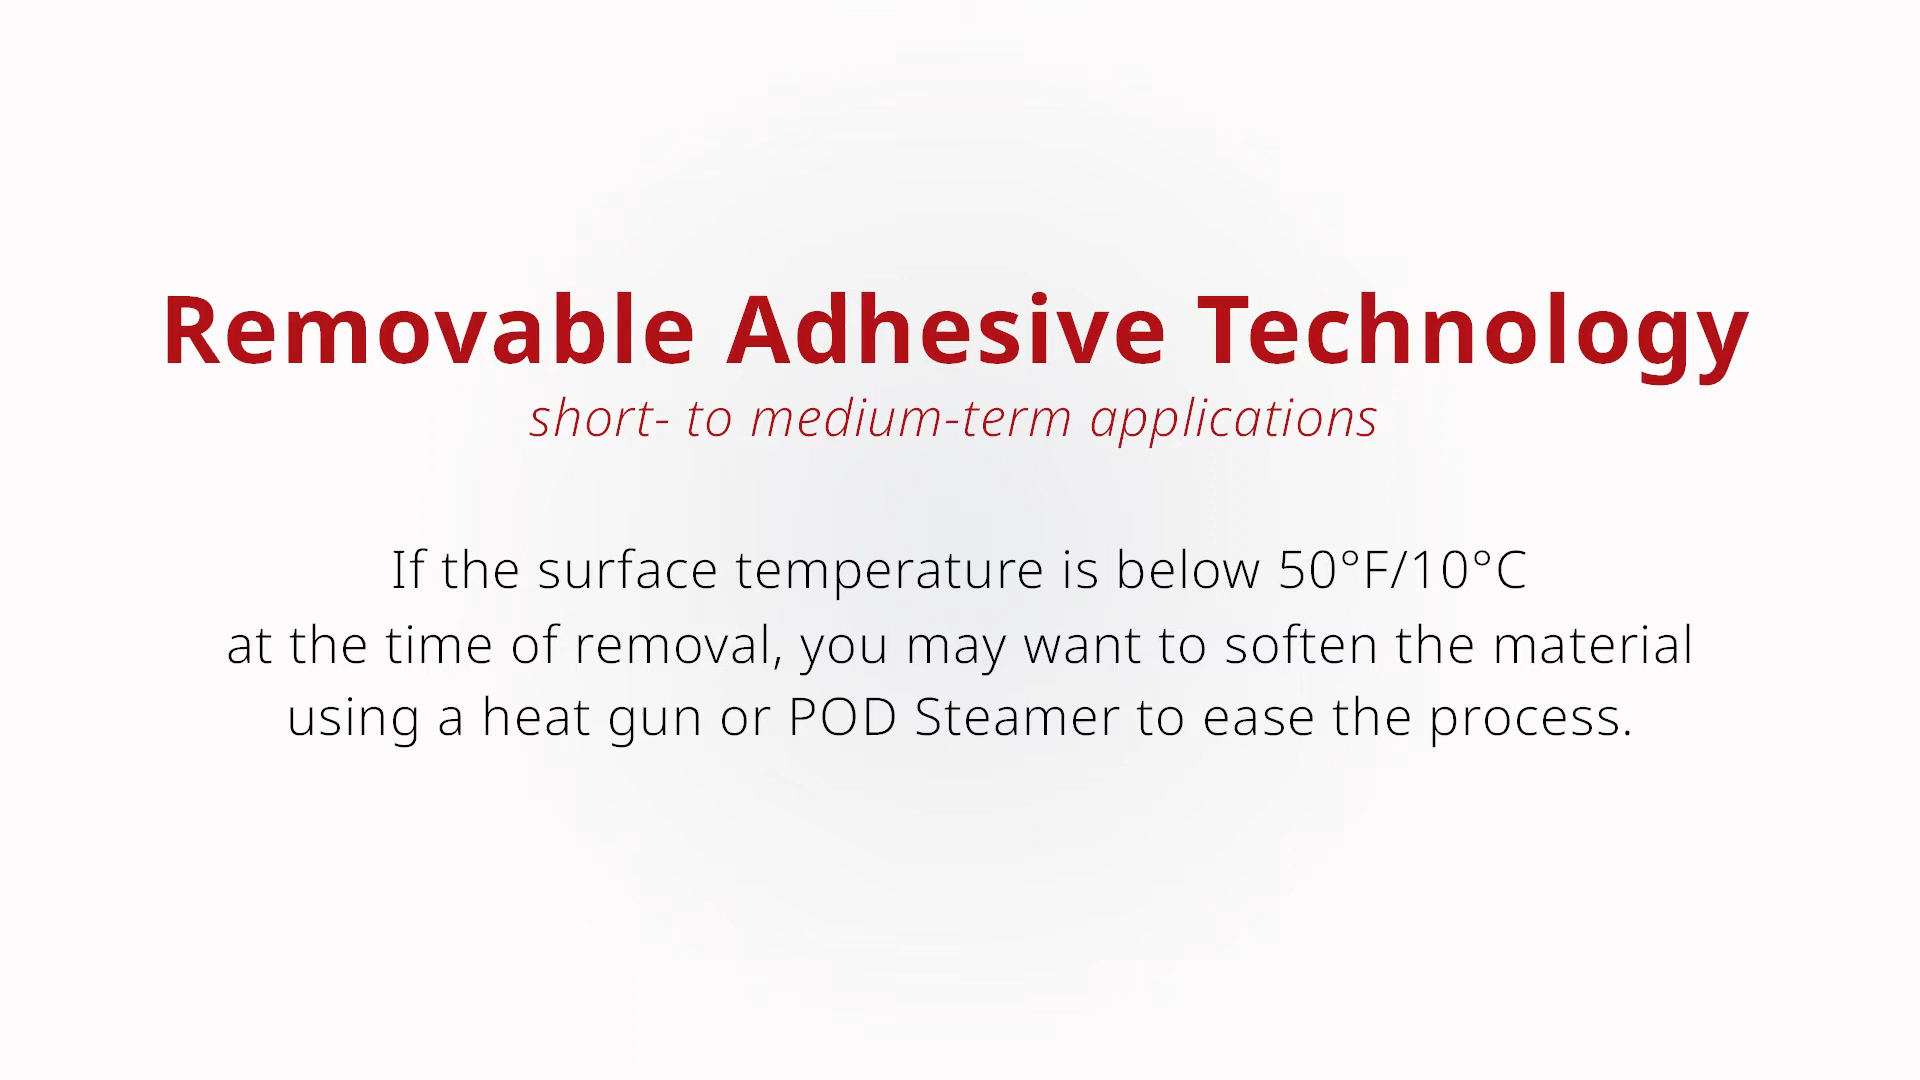 Removable Adhesive Technology
short- to medium-term applications
If the surface temperature is below 50°F/10°C
at the time of removal, you may want to soften the material
using a heat gun or POD Steamer to ease the process.